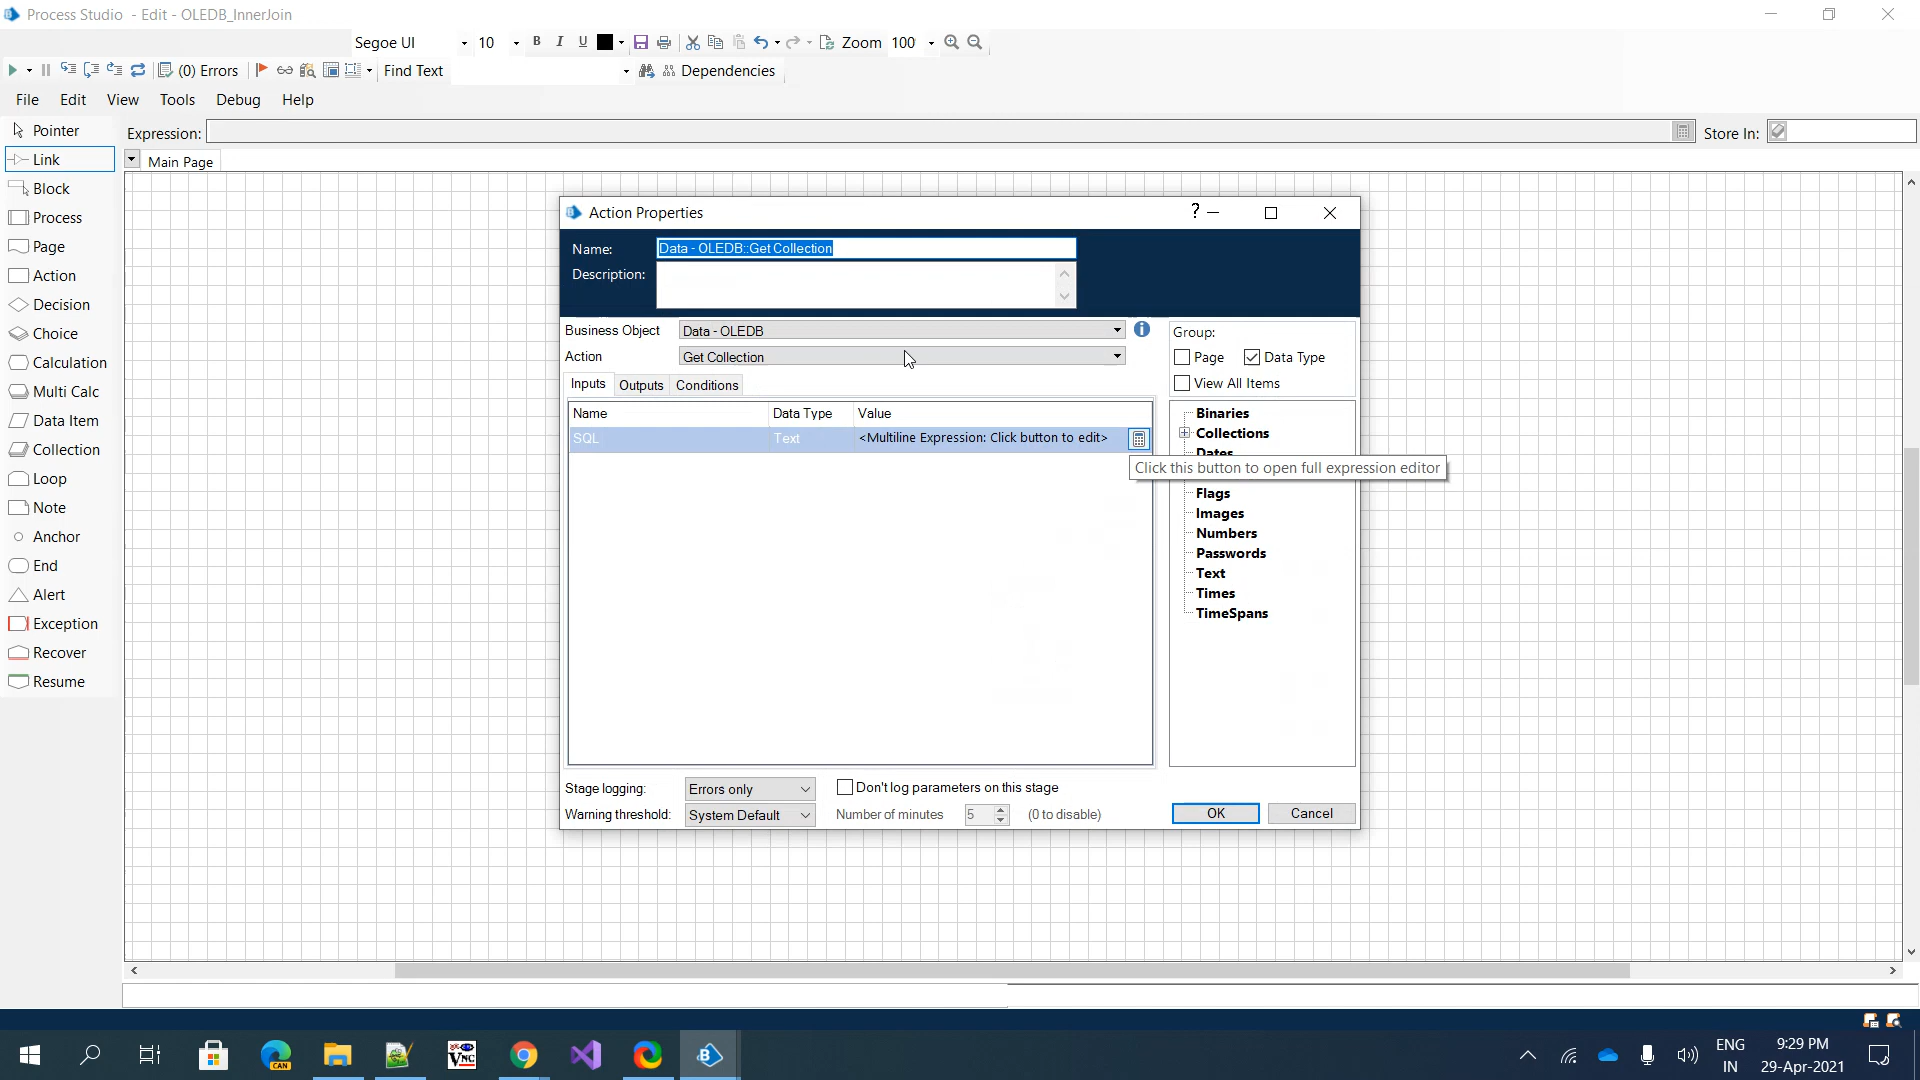 Process Studio - Edit - OLEDB_InnerJoin
Segoe UI 10 B I U Zoom 100
(0) Errors Find Text Dependencies
File Edit View Tools Debug Help
Expression: Store In:
Main Page
Pointer
Link
Block
Process
Page
Action
Decision
Choice
Calculation
Multi Calc
Data Item
Collection
Loop
Note
Anchor
End
Alert
Exception
Recover
Resume
Action Properties
?
Name: Data - OLEDB::Get Collection
Description:
Business Object Data - OLEDB
Action Get Collection
Inputs Outputs Conditions
Name Data Type Value
SQL Text <Multiline Expression: Click button to edit>
Click this button to open full expression editor
Group:
Page Data Type
View All Items
Binaries
Collections
Dates
Flags
Images
Numbers
Passwords
Text
Times
TimeSpans
Stage logging: Errors only Don't log parameters on this stage
Warning threshold: System Default Number of minutes 5 (0 to disable)
OK Cancel
CAN
VNC
B
ENG
IN
9:29 PM
29-Apr-2021